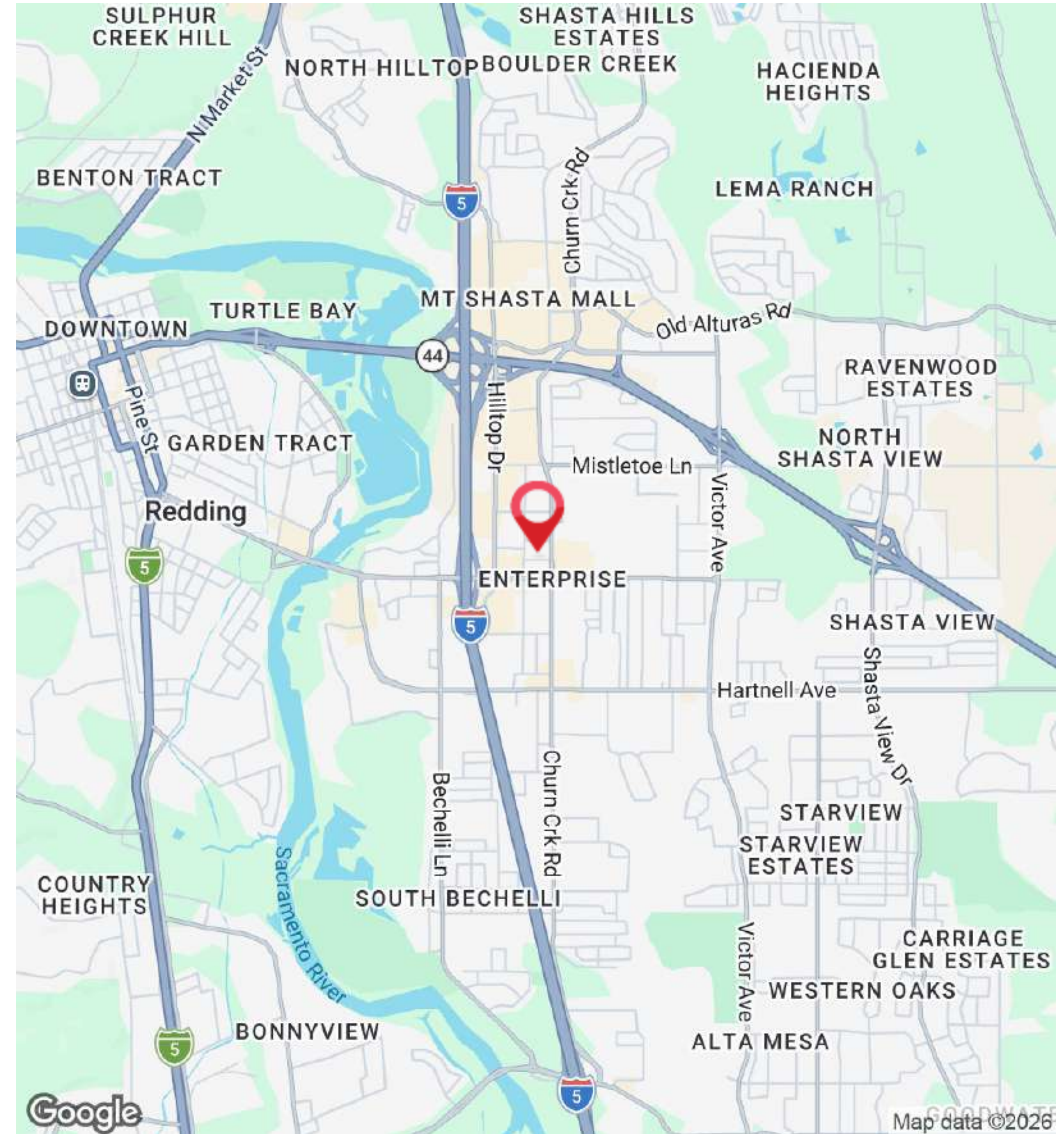 SULPHUR
CREEK HILL
SHASTA HILLS
ESTATES
NORTH HILLTOP
BOULDER CREEK
HACIENDA
HEIGHTS
N Market St
BENTON TRACT
5
Churn Crk Rd
LEMA RANCH
TURTLE BAY
MT SHASTA MALL
Old Alturas Rd
DOWNTOWN
44
RAVENWOOD
ESTATES
Pine St
Hilltop Dr
GARDEN TRACT
NORTH
SHASTA VIEW
Mistletoe Ln
Victor Ave
Redding
5
ENTERPRISE
5
SHASTA VIEW
Hartnell Ave
Shasta View Dr
Bechelli Ln
Churn Crk Rd
STARVIEW
STARVIEW
ESTATES
COUNTRY
HEIGHTS
Sacramento River
SOUTH BECHELLI
Victor Ave
CARRIAGE
GLEN ESTATES
WESTERN OAKS
BONNYVIEW
5
ALTA MESA
5
Google
GOODWATE
Map data ©2026